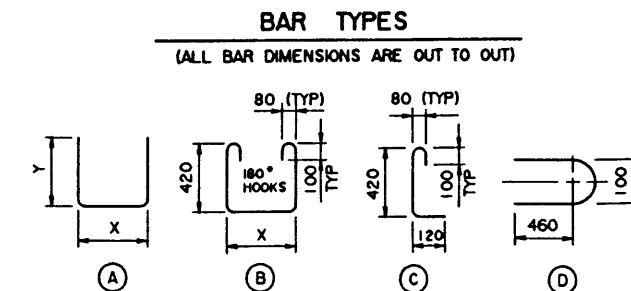 BAR TYPES
(ALL BAR DIMENSIONS ARE OUT TO OUT)
80 (TYP)
80 (TYP)
Y
420
180°
HOOKS
100
TYP
420
100
TYP
100
X
X
120
460
A
B
C
D